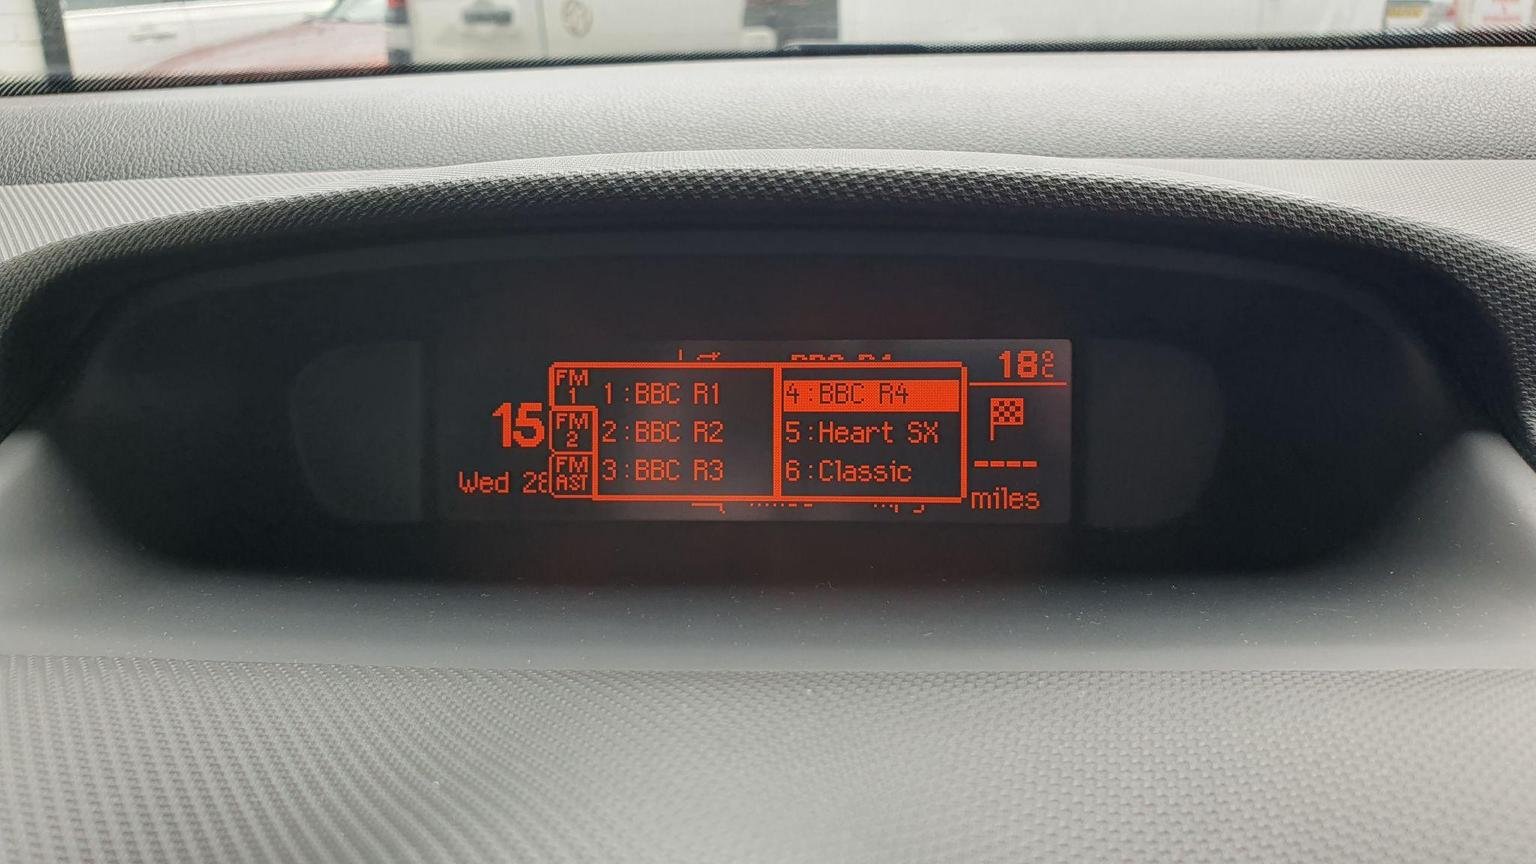 18°C
FM 1
1:BBC R1
4:BBC R4
15
FM 2
2:BBC R2
5:Heart SX
----
Wed 28
FM AST
3:BBC R3
6:Classic
miles